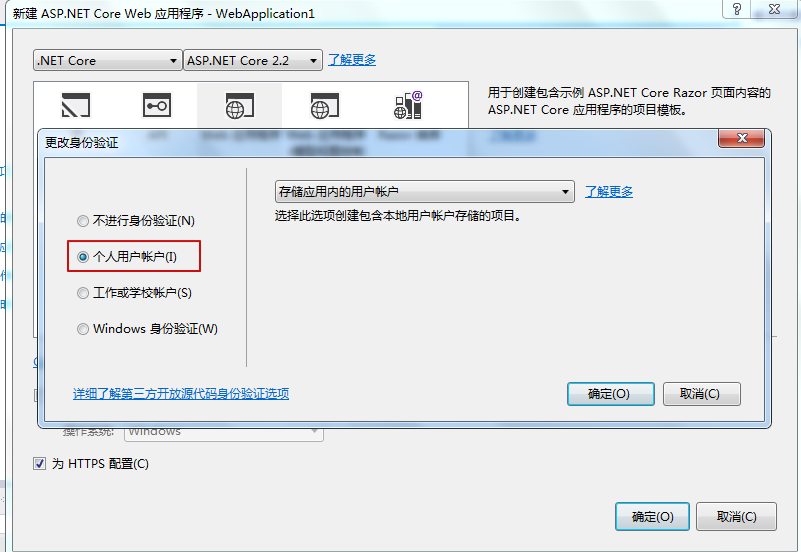 新建 ASP.NET Core Web 应用程序 - WebApplication1
.NET Core
ASP.NET Core 2.2
了解更多
用于创建包含示例 ASP.NET Core Razor 页面内容的
ASP.NET Core 应用程序的项目模板。
更改身份验证
存储应用内的用户帐户
了解更多
选择此选项创建包含本地用户帐户存储的项目。
不进行身份验证(N)
个人用户帐户(I)
工作或学校帐户(S)
Windows 身份验证(W)
详细了解第三方开放源代码身份验证选项
确定(O)
取消(C)
操作系统:
Windows
为 HTTPS 配置(C)
确定(O)
取消(C)